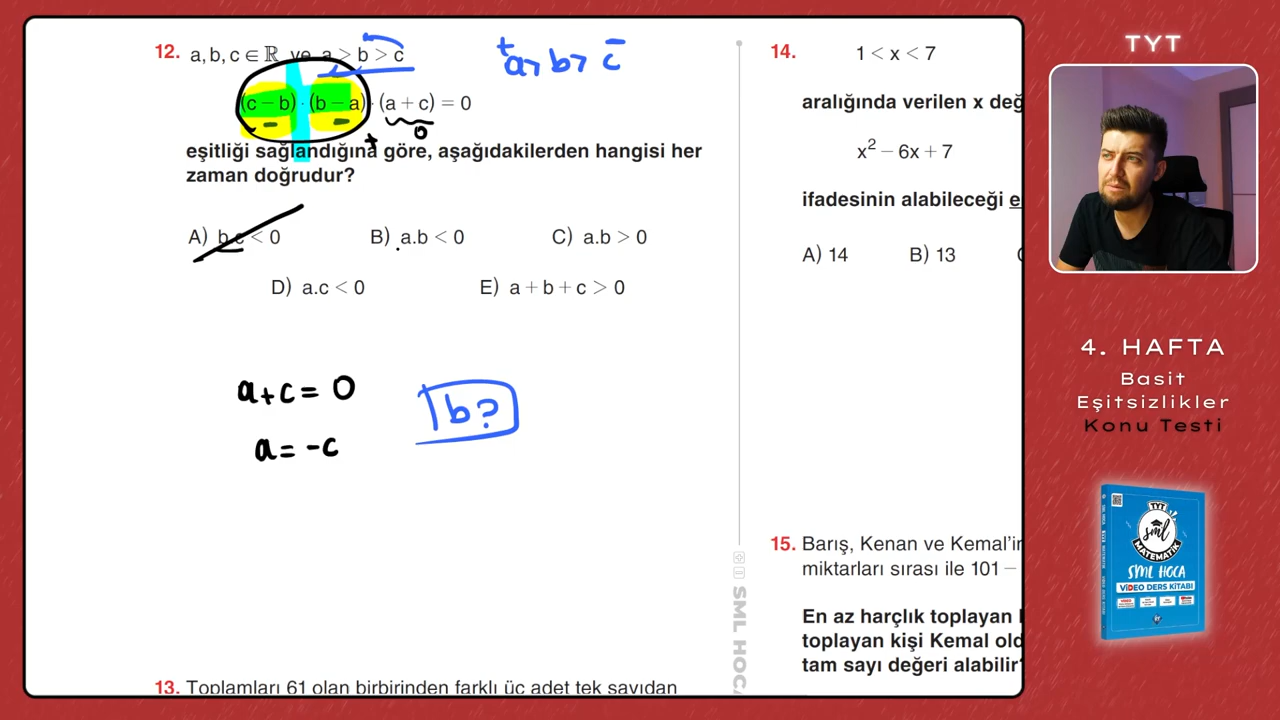 12. a, b, c ∈ ℝ ve a > b > c
a > b > c
+ −
(c − b) · (b − a) · (a + c) = 0
− − + 0
eşitliği sağlandığına göre, aşağıdakilerden hangisi her
zaman doğrudur?
A) b.c < 0 B) a.b < 0 C) a.b > 0
D) a.c < 0 E) a + b + c > 0
a+c = 0
a = -c
b?
13. Toplamları 61 olan birbirinden farklı üç adet tek sayıdan
SML HOCA
14. 1 < x < 7
aralığında verilen x değ
x² − 6x + 7
ifadesinin alabileceği e
A) 14 B) 13
15. Barış, Kenan ve Kemal'in
miktarları sırası ile 101 −
En az harçlık toplayan
toplayan kişi Kemal old
tam sayı değeri alabilir?
TYT
4. HAFTA
Basit
Eşitsizlikler
Konu Testi
TYT
sml
MATEMATİK
SML HOCA
VİDEO DERS KİTABI